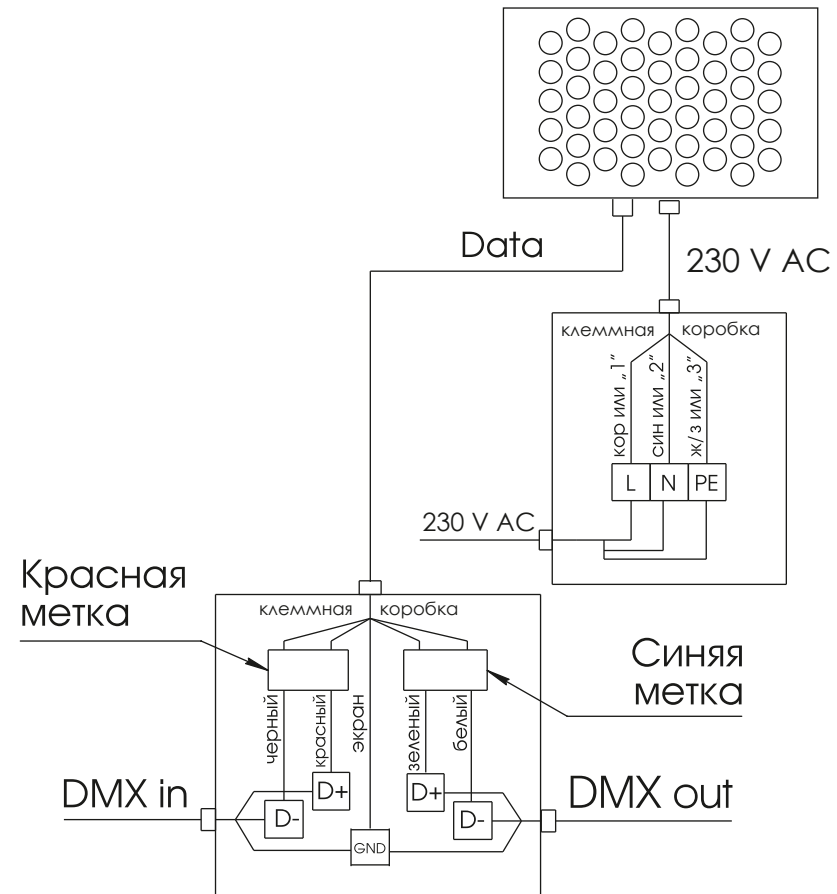 Data
230 V AC
клеммная коробка
кор или „1“
син или „2“
ж/з или „3“
L N PE
230 V AC
Красная
метка
клеммная коробка
Синяя
метка
черный
красный
экран
зеленый
белый
DMX in
D+
D-
GND
D+
D-
DMX out